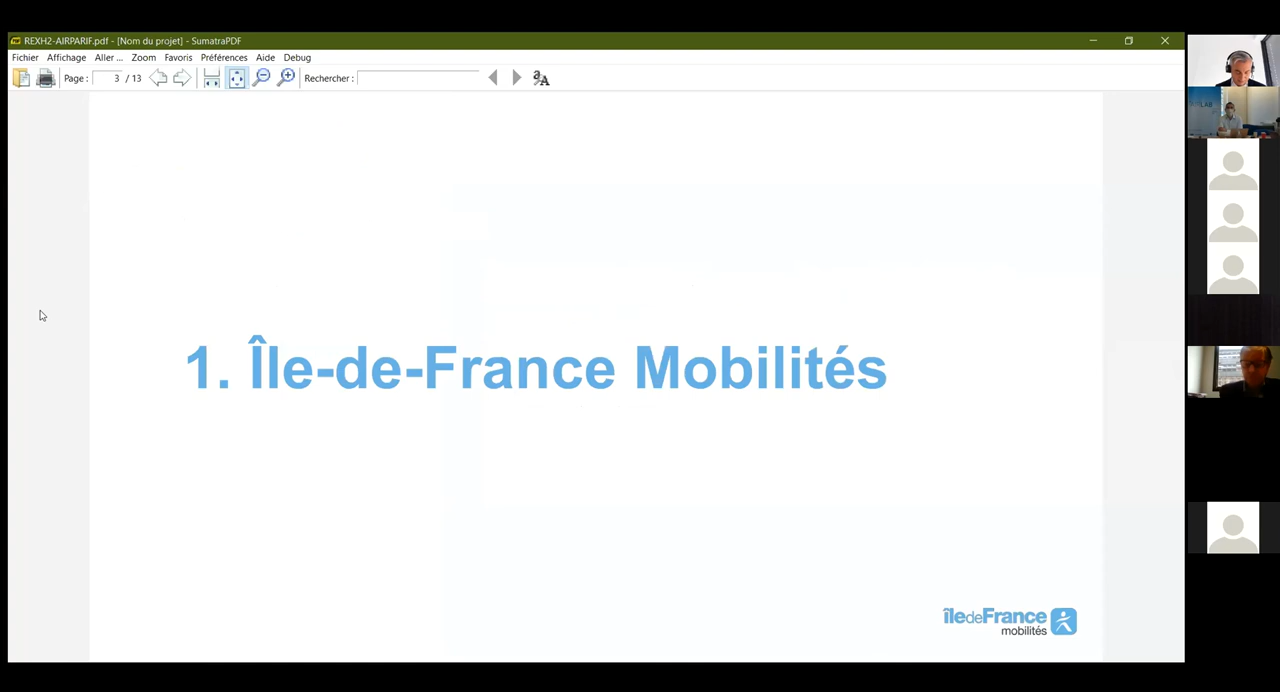 REXH2-AIRPARIF.pdf - [Nom du projet] - SumatraPDF
Fichier Affichage Aller ... Zoom Favoris Préférences Aide Debug
Page : 3 / 13 Rechercher :
1. Île-de-France Mobilités
îledeFrance
mobilités